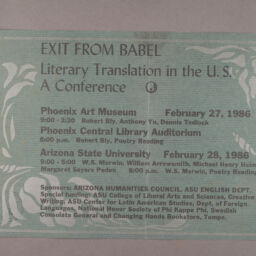 EXIT FROM BABEL
Literary Translation in the U.S.
A Conference
Phoenix Art Museum February 27, 1986
9:00 - 3:30 Robert Bly, Anthony Yu, Dennis Tedlock
Phoenix Central Library Auditorium
8:00 p.m. Robert Bly, Poetry Reading
Arizona State University February 28, 1986
9:00 - 5:00 W.S. Merwin, William Arrowsmith, Michael Henry Heim
Margaret Sayers Peden 8:00 p.m. W.S. Merwin, Poetry Reading
Sponsors: ARIZONA HUMANITIES COUNCIL, ASU ENGLISH DEPT.
Special funding: ASU College of Liberal Arts and Sciences, Creative
Writing, ASU Center for Latin American Studies, Dept. of Foreign
Languages, National Honor Society of Phi Kappa Phi, Swedish
Consulate General and Changing Hands Bookstore, Tempe.